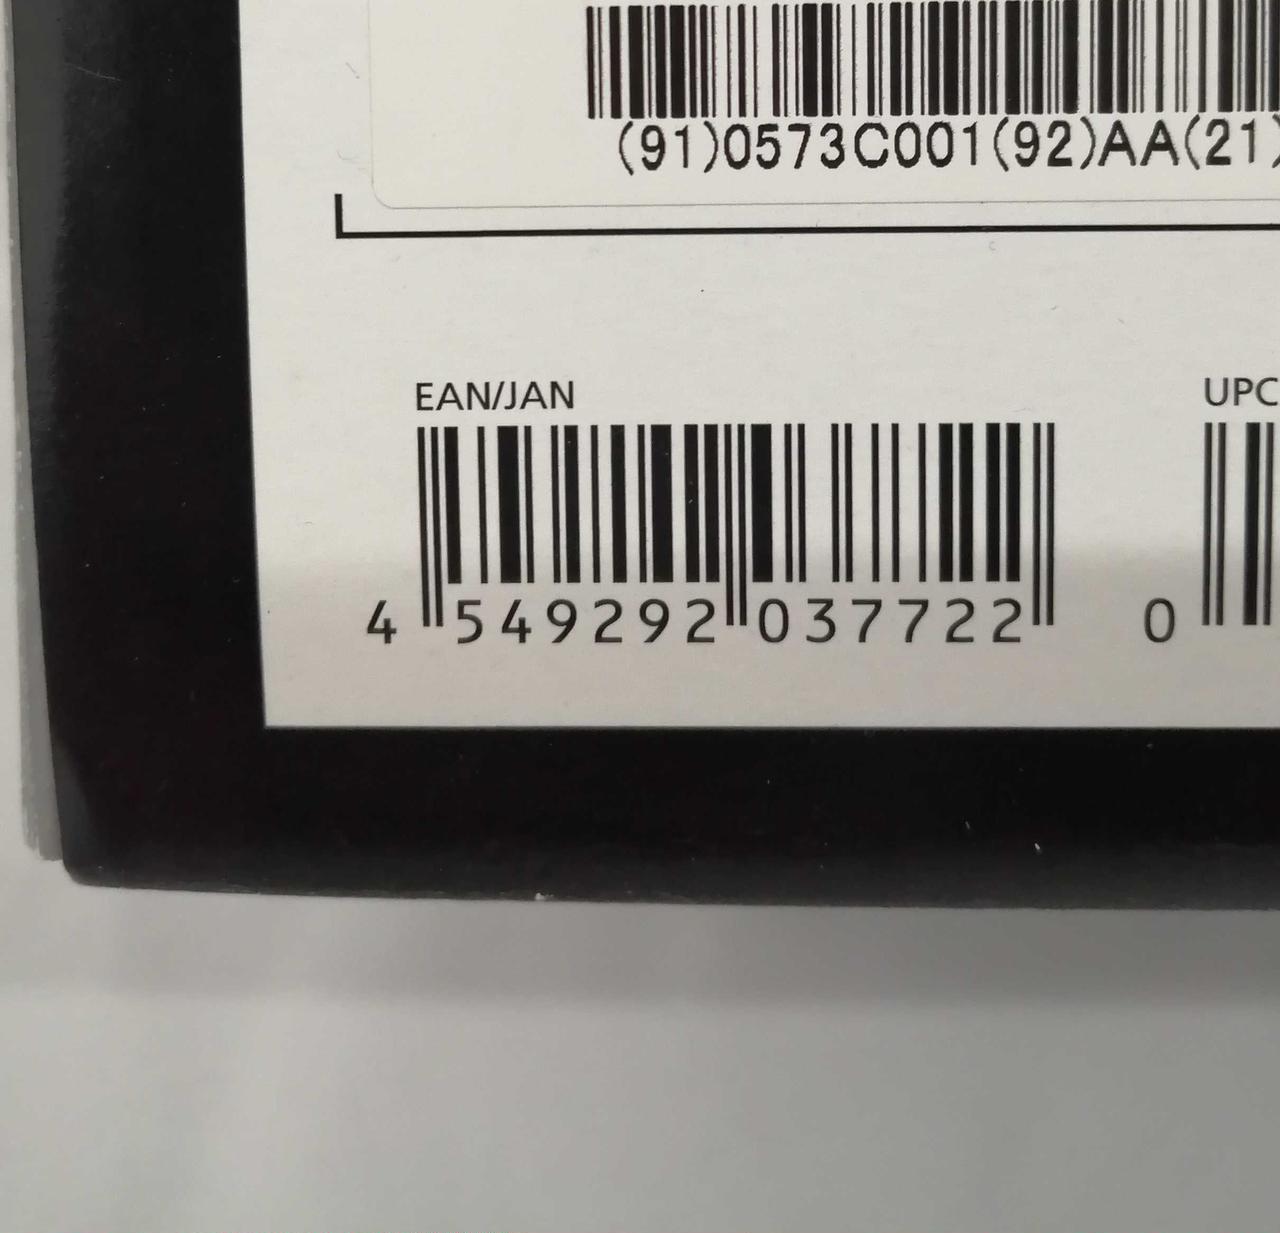 (91)0573C001(92)AA(21)
EAN/JAN
UPC
4 549292 037722
0